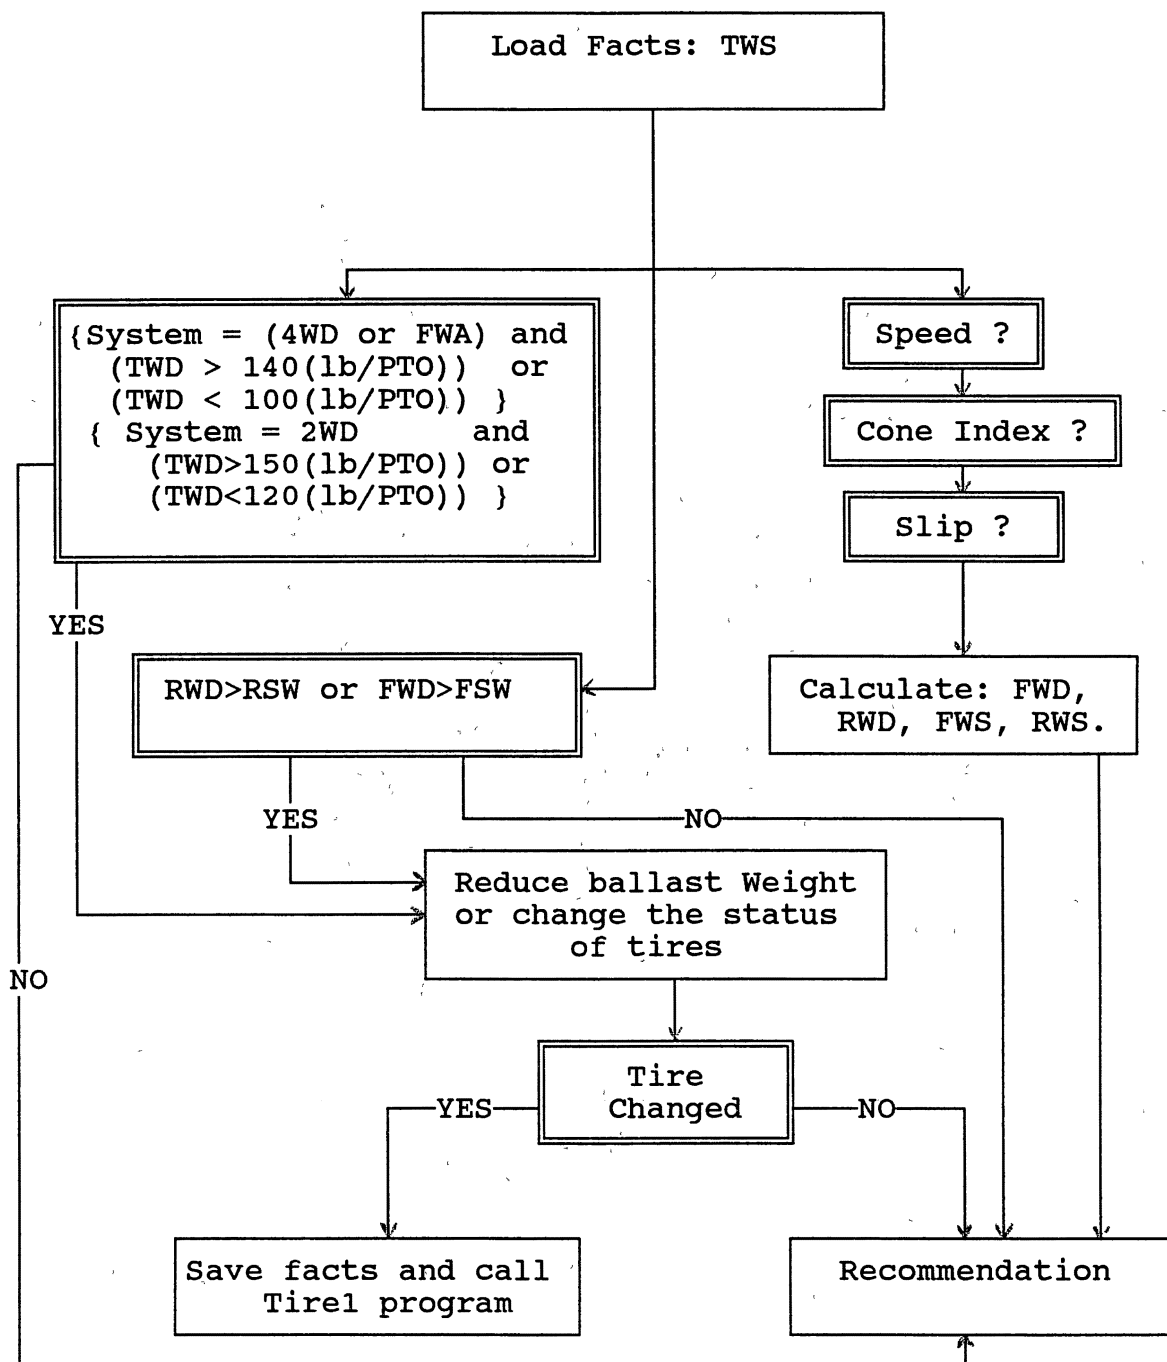 Load Facts: TWS
{System = (4WD or FWA) and
(TWD > 140(lb/PTO)) or
(TWD < 100(lb/PTO)) }
{ System = 2WD and
(TWD>150(lb/PTO)) or
(TWD<120(lb/PTO)) }
Speed ?
Cone Index ?
Slip ?
YES
RWD>RSW or FWD>FSW
Calculate: FWD,
RWD, FWS, RWS.
YES
NO
Reduce ballast Weight
or change the status
of tires
NO
Tire
Changed
YES
NO
Save facts and call
Tire1 program
Recommendation